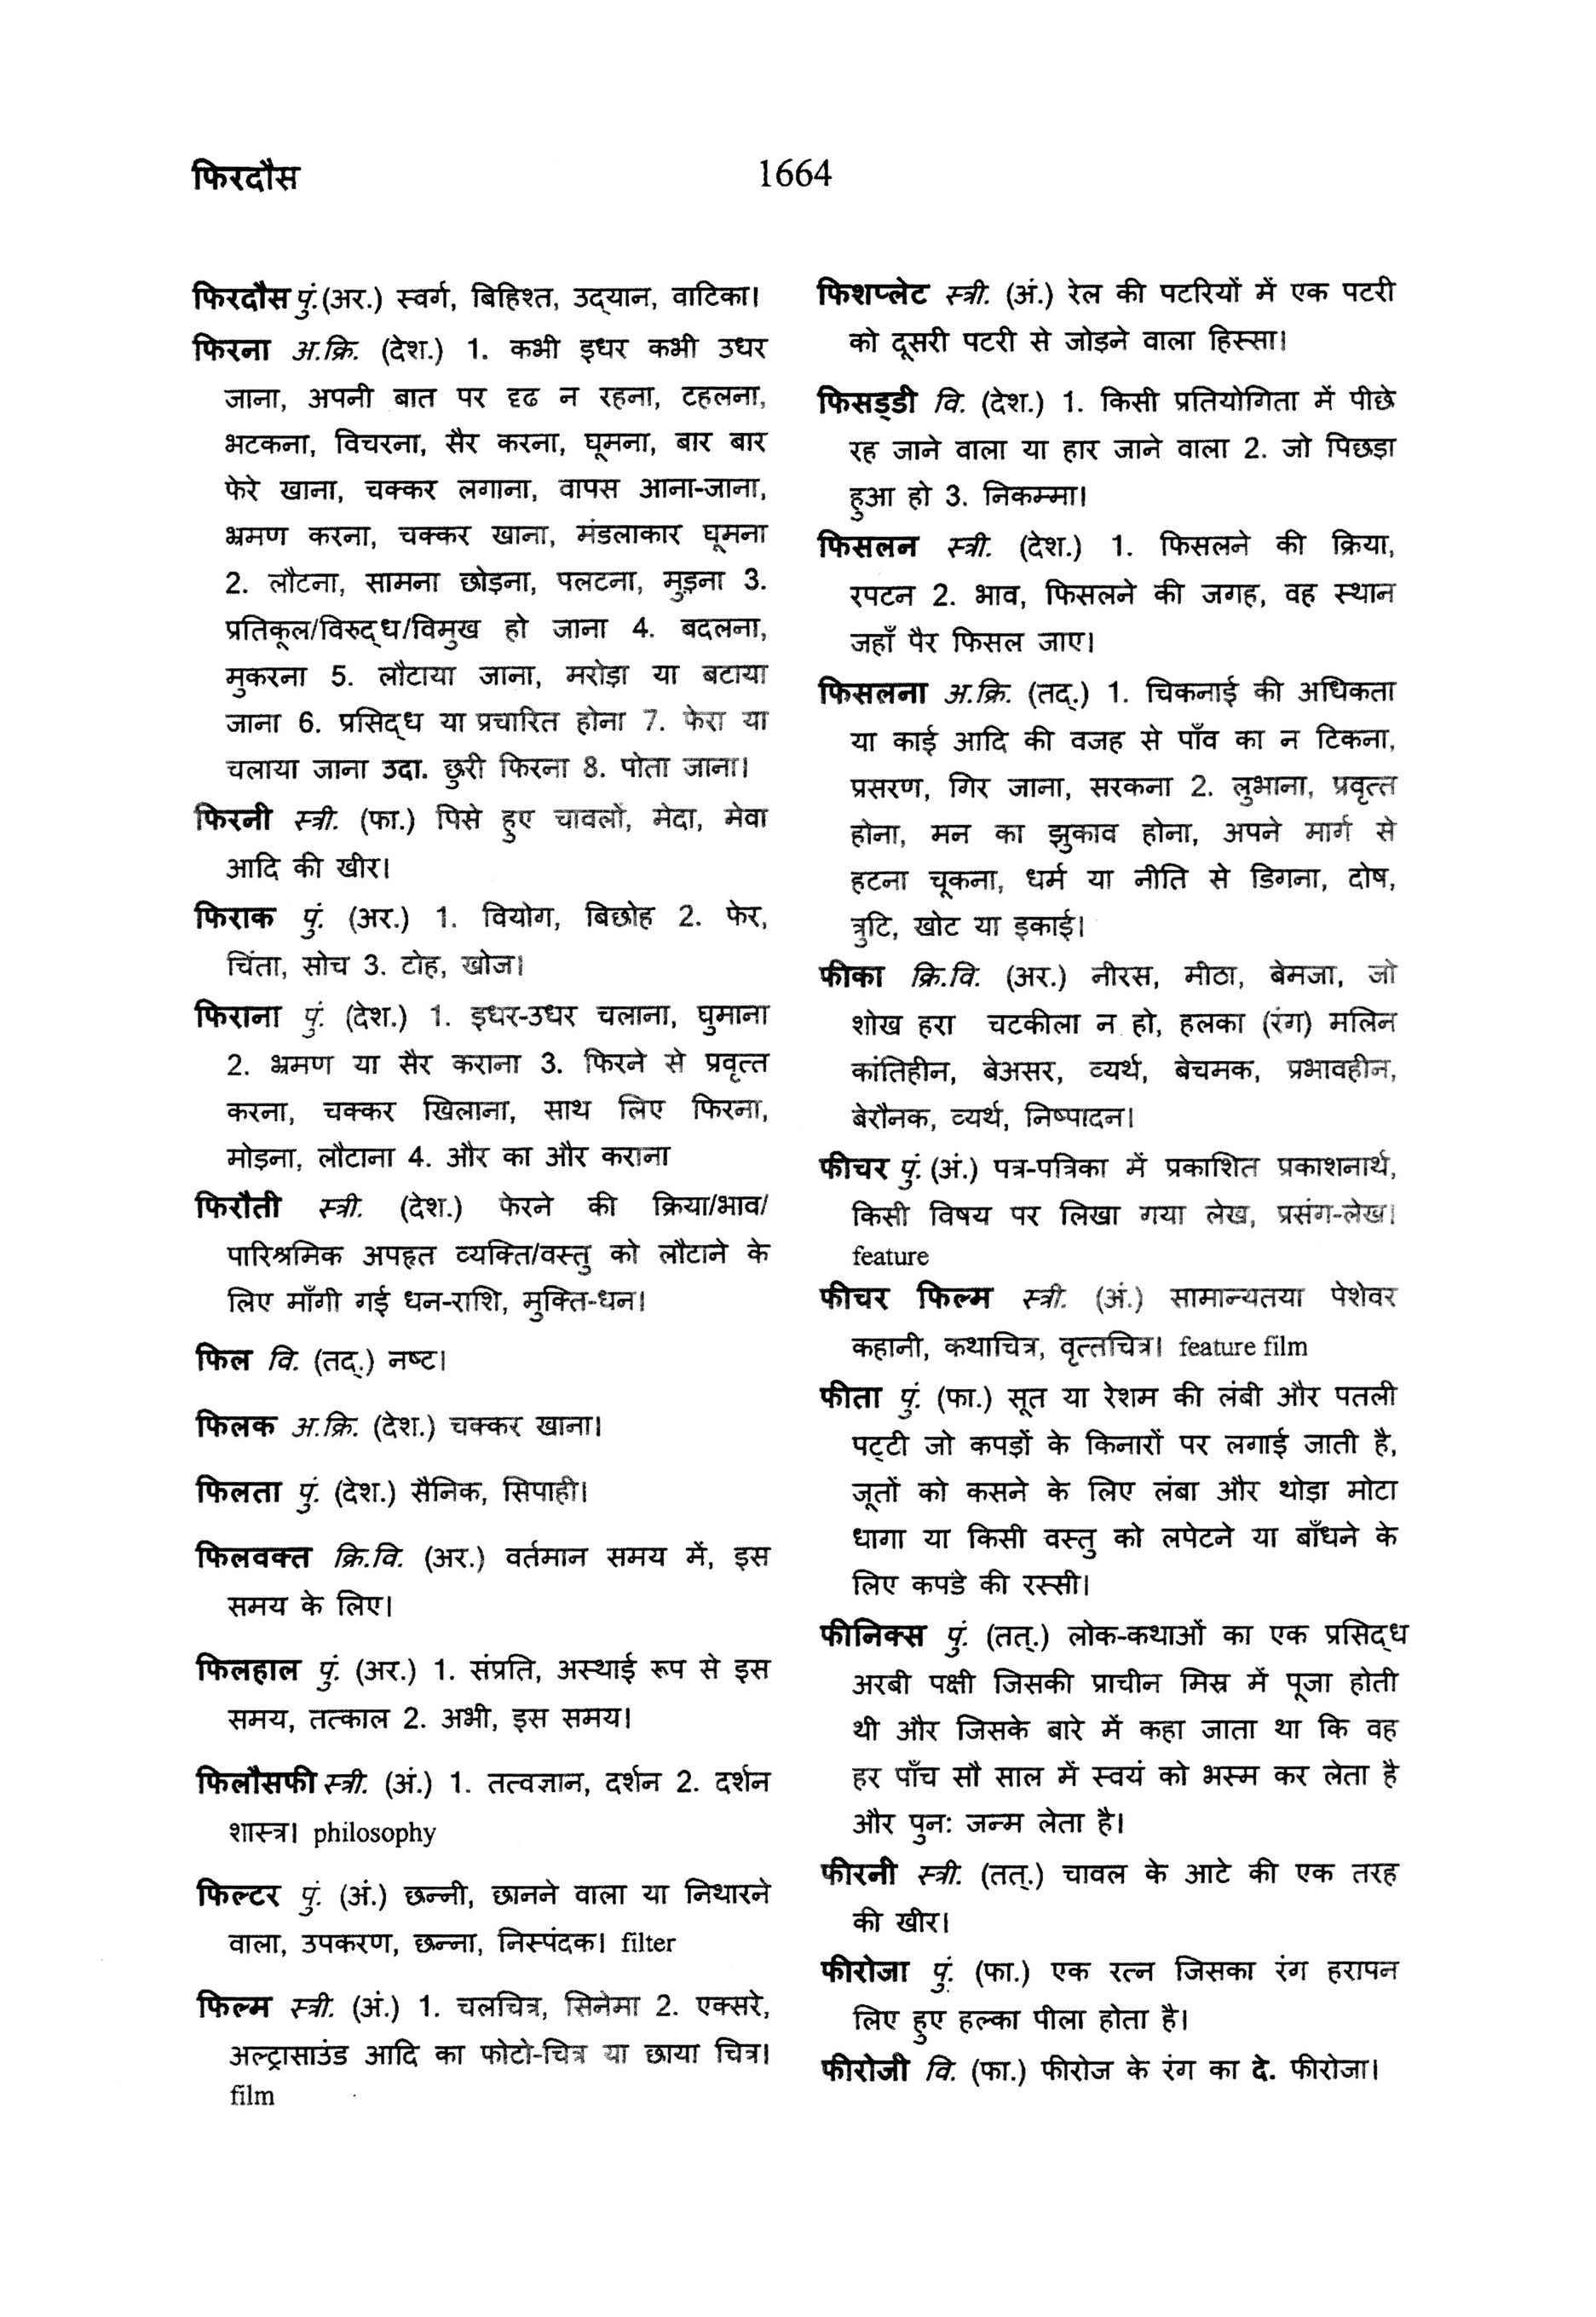 फिरदौस
1664
फिरदौस पुं.(अर.) स्वर्ग, बिहिश्त, उद्‌यान, वाटिका।
फिरना अ.क्रि. (देश.) 1. कभी इधर कभी उधर
जाना, अपनी बात पर दृढ न रहना, टहलना,
भटकना, विचरना, सैर करना, घूमना, बार बार
फेरे खाना, चक्कर लगाना, वापस आना-जाना,
भ्रमण करना, चक्कर खाना, मंडलाकार घूमना
2. लौटना, सामना छोड़ना, पलटना, मुड़ना 3.
प्रतिकूल/विरुद्‌ध/विमुख हो जाना 4. बदलना,
मुकरना 5. लौटाया जाना, मरोड़ा या बटाया
जाना 6. प्रसिद्‌ध या प्रचारित होना 7. फेरा या
चलाया जाना उदा. छुरी फिरना 8. पोता जाना।
फिरनी स्त्री. (फा.) पिसे हुए चावलों, मेदा, मेवा
आदि की खीर।
फिराक पुं. (अर.) 1. वियोग, बिछोह 2. फेर,
चिंता, सोच 3. टोह, खोज।
फिराना पुं. (देश.) 1. इधर-उधर चलाना, घुमाना
2. भ्रमण या सैर कराना 3. फिरने से प्रवृत्त
करना, चक्कर खिलाना, साथ लिए फिरना,
मोड़ना, लौटाना 4. और का और कराना
फिरौती स्त्री. (देश.) फेरने की क्रिया/भाव/
पारिश्रमिक अपहृत व्यक्ति/वस्तु को लौटाने के
लिए माँगी गई धन-राशि, मुक्ति-धन।
फिल वि. (तद्.) नष्ट।
फिलक अ.क्रि. (देश.) चक्कर खाना।
फिलता पुं. (देश.) सैनिक, सिपाही।
फिलवक्त क्रि.वि. (अर.) वर्तमान समय में, इस
समय के लिए।
फिलहाल पुं. (अर.) 1. संप्रति, अस्थाई रूप से इस
समय, तत्काल 2. अभी, इस समय।
फिलौसफी स्त्री. (अं.) 1. तत्वज्ञान, दर्शन 2. दर्शन
शास्त्र। philosophy
फिल्टर पुं. (अं.) छन्नी, छानने वाला या निथारने
वाला, उपकरण, छन्ना, निस्पंदक। filter
फिल्म स्त्री. (अं.) 1. चलचित्र, सिनेमा 2. एक्सरे,
अल्ट्रासाउंड आदि का फोटो-चित्र या छाया चित्र।
film
फिशप्लेट स्त्री. (अं.) रेल की पटरियों में एक पटरी
को दूसरी पटरी से जोड़ने वाला हिस्सा।
फिसड्‌डी वि. (देश.) 1. किसी प्रतियोगिता में पीछे
रह जाने वाला या हार जाने वाला 2. जो पिछड़ा
हुआ हो 3. निकम्मा।
फिसलन स्त्री. (देश.) 1. फिसलने की क्रिया,
रपटन 2. भाव, फिसलने की जगह, वह स्थान
जहाँ पैर फिसल जाए।
फिसलना अ.क्रि. (तद्.) 1. चिकनाई की अधिकता
या काई आदि की वजह से पाँव का न टिकना,
प्रसरण, गिर जाना, सरकना 2. लुभाना, प्रवृत्त
होना, मन का झुकाव होना, अपने मार्ग से
हटना चूकना, धर्म या नीति से डिगना, दोष,
त्रुटि, खोट या इकाई।
फीका क्रि.वि. (अर.) नीरस, मीठा, बेमजा, जो
शोख हरा चटकीला न हो, हलका (रंग) मलिन
कांतिहीन, बेअसर, व्यर्थ, बेचमक, प्रभावहीन,
बेरौनक, व्यर्थ, निष्पादन।
फीचर पुं. (अं.) पत्र-पत्रिका में प्रकाशित प्रकाशनार्थ,
किसी विषय पर लिखा गया लेख, प्रसंग-लेख।
feature
फीचर फिल्म स्त्री. (अं.) सामान्यतया पेशेवर
कहानी, कथाचित्र, वृत्तचित्र। feature film
फीता पुं. (फा.) सूत या रेशम की लंबी और पतली
पट्‌टी जो कपड़ों के किनारों पर लगाई जाती है,
जूतों को कसने के लिए लंबा और थोड़ा मोटा
धागा या किसी वस्तु को लपेटने या बाँधने के
लिए कपडे की रस्सी।
फीनिक्स पुं. (तत्.) लोक-कथाओं का एक प्रसिद्‌ध
अरबी पक्षी जिसकी प्राचीन मिस्र में पूजा होती
थी और जिसके बारे में कहा जाता था कि वह
हर पाँच सौ साल में स्वयं को भस्म कर लेता है
और पुन: जन्म लेता है।
फीरनी स्त्री. (तत्.) चावल के आटे की एक तरह
की खीर।
फीरोजा पुं. (फा.) एक रत्न जिसका रंग हरापन
लिए हुए हल्का पीला होता है।
फीरोजी वि. (फा.) फीरोज के रंग का दे. फीरोजा।